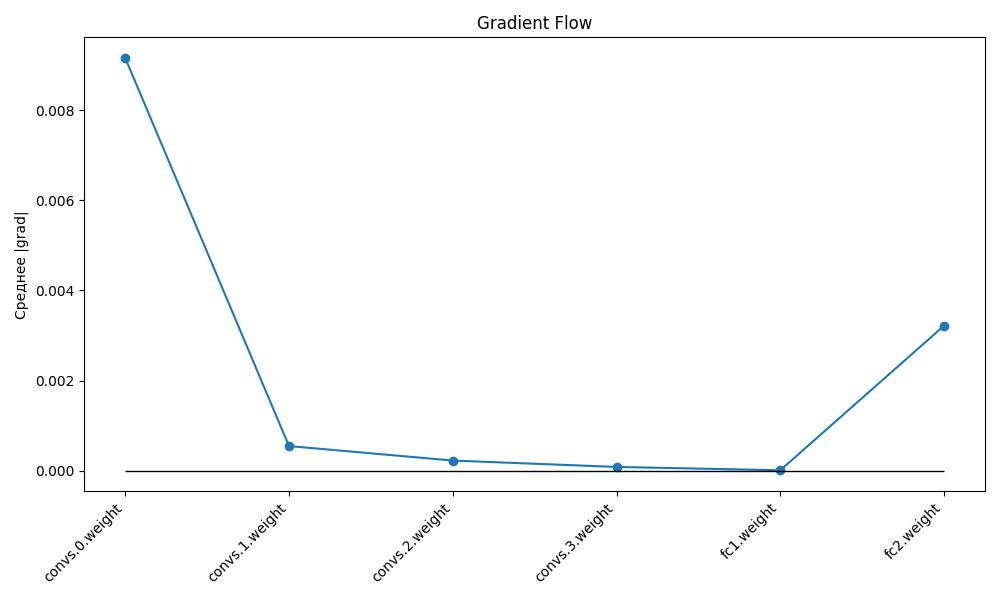 Gradient Flow
Среднее |grad|
0.008
0.006
0.004
0.002
0.000
convs.0.weight
convs.1.weight
convs.2.weight
convs.3.weight
fc1.weight
fc2.weight